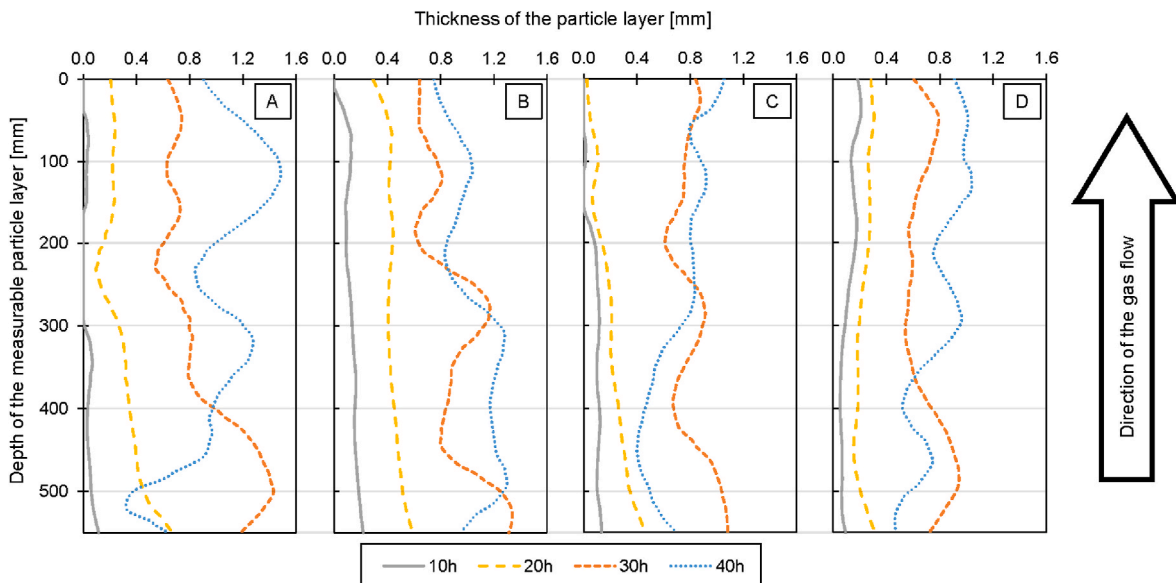 Thickness of the particle layer [mm]
0.0 0.4 0.8 1.2 1.6 0.0 0.4 0.8 1.2 1.6 0.0 0.4 0.8 1.2 1.6 0.0 0.4 0.8 1.2 1.6
Depth of the measurable particle layer [mm]
0
100
200
300
400
500
A
B
C
D
Direction of the gas flow
10h 20h 30h 40h